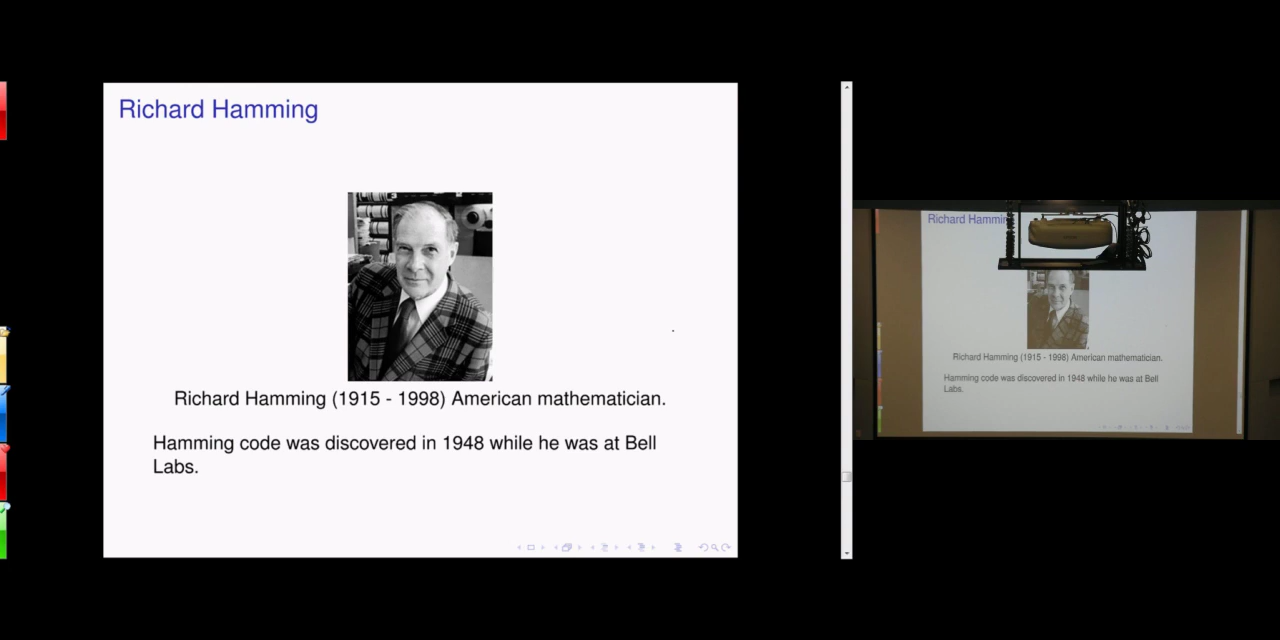 Richard Hamming
Richard Hamming (1915 - 1998) American mathematician.
Hamming code was discovered in 1948 while he was at Bell
Labs.
Richard Hammin
Richard Hamming (1915 - 1998) American mathematician.
Hamming code was discovered in 1948 while he was at Bell
Labs.